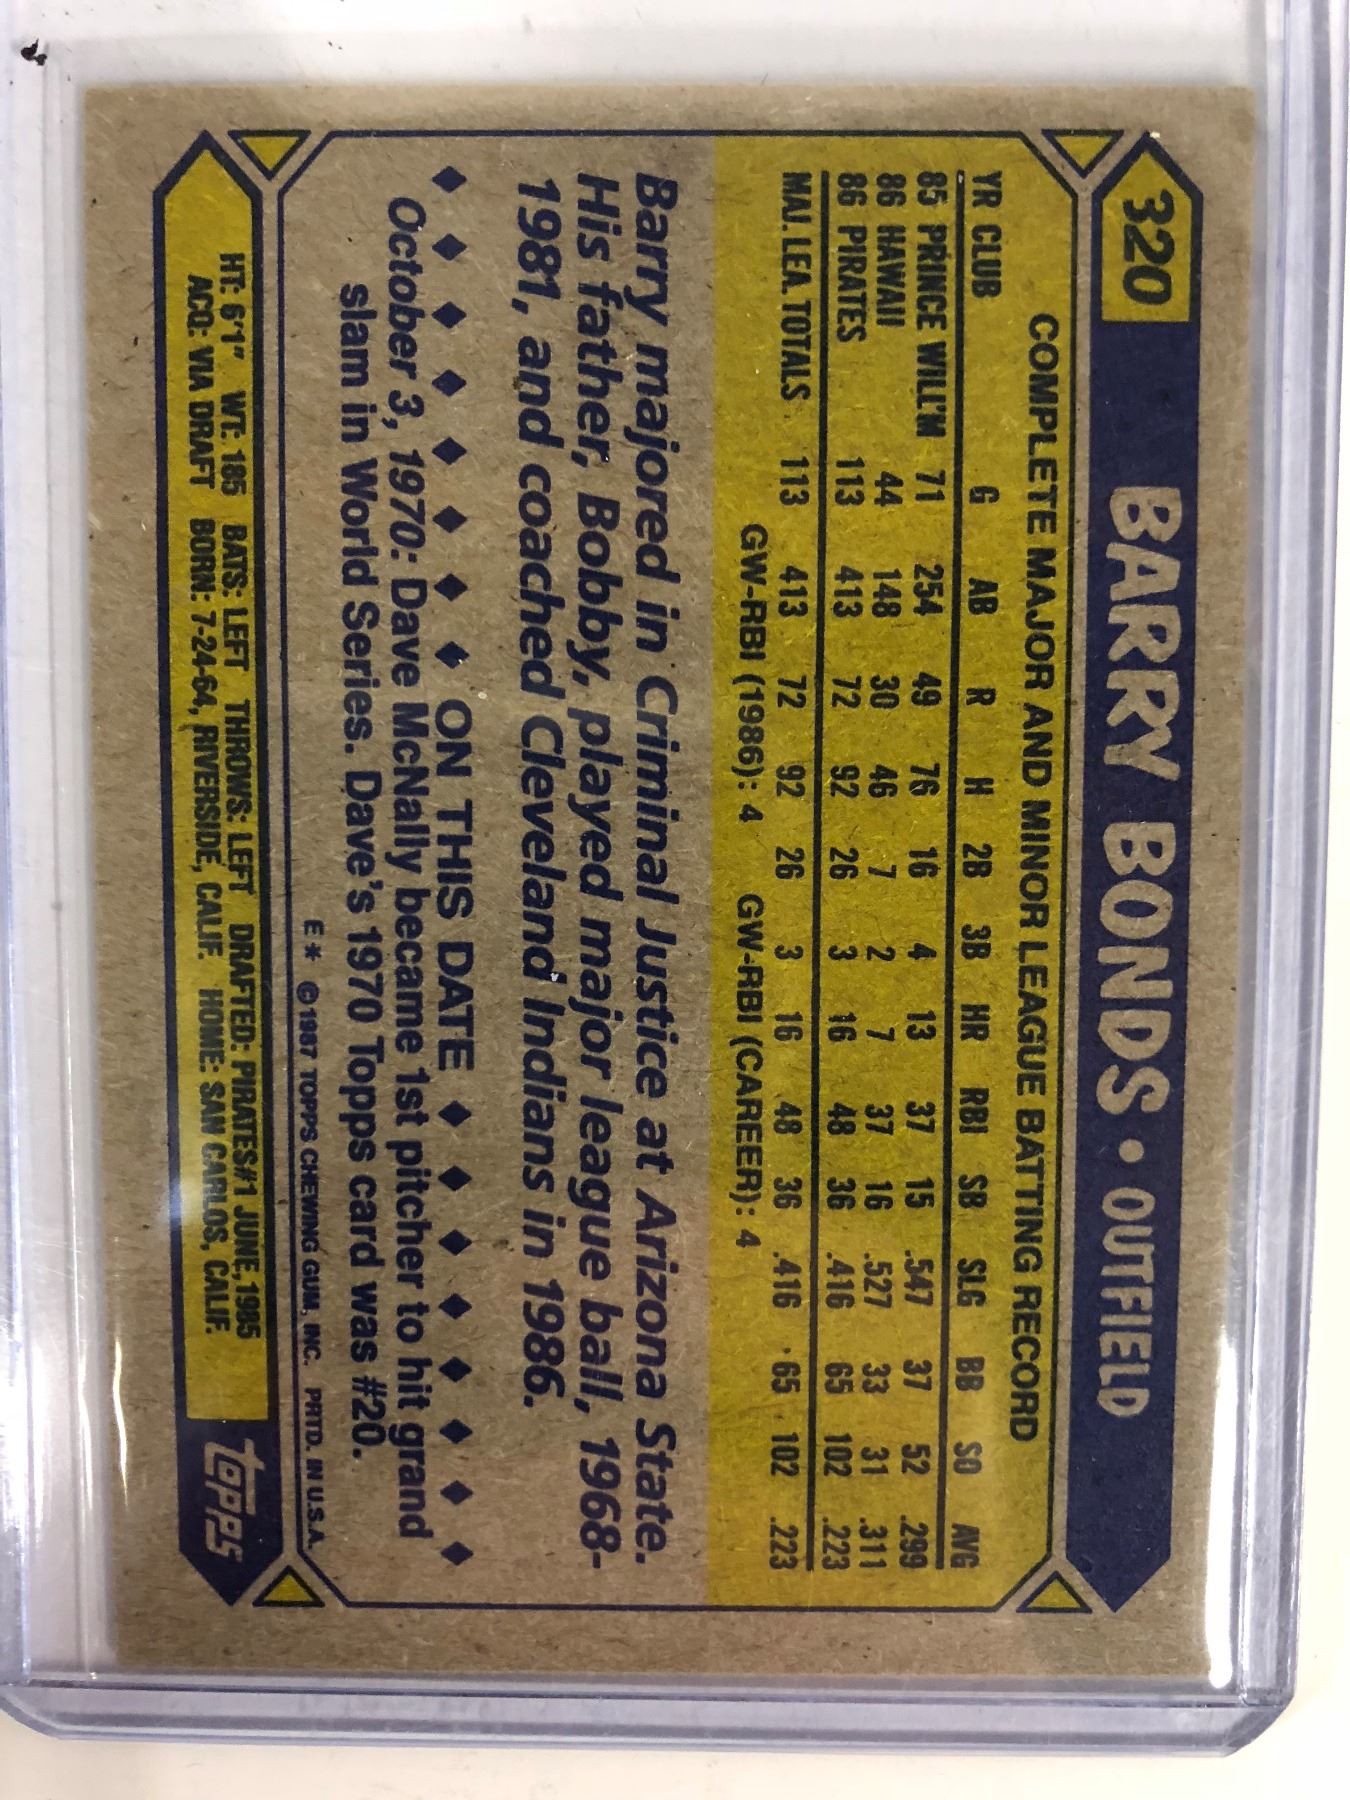 320 BARRY BONDS • OUTFIELD
COMPLETE MAJOR AND MINOR LEAGUE BATTING RECORD
YR CLUB G AB R H 2B 3B HR RBI SB SLG BB SO AVG
85 PRINCE WILL'M 71 254 49 76 16 4 13 37 15 .547 37 52 .299
86 HAWAII 44 148 30 46 7 2 7 37 16 .527 33 31 .311
86 PIRATES 113 413 72 92 26 3 16 48 36 .416 65 102 .223
MAJ. LEA. TOTALS 113 413 72 92 26 3 16 48 36 .416 65 102 .223
GW-RBI (1986): 4 GW-RBI (CAREER): 4
Barry majored in Criminal Justice at Arizona State.
His father, Bobby, played major league ball, 1968-
1981, and coached Cleveland Indians in 1986.
ON THIS DATE
October 3, 1970: Dave McNally became 1st pitcher to hit grand
slam in World Series. Dave's 1970 Topps card was #20.
E* ©1987 TOPPS CHEWING GUM, INC. PRTD. IN U.S.A.
HT: 6'1" WT: 185 BATS: LEFT THROWS: LEFT DRAFTED: PIRATES#1 JUNE, 1985
ACQ: VIA DRAFT BORN: 7-24-64, RIVERSIDE, CALIF. HOME: SAN CARLOS, CALIF.
topps